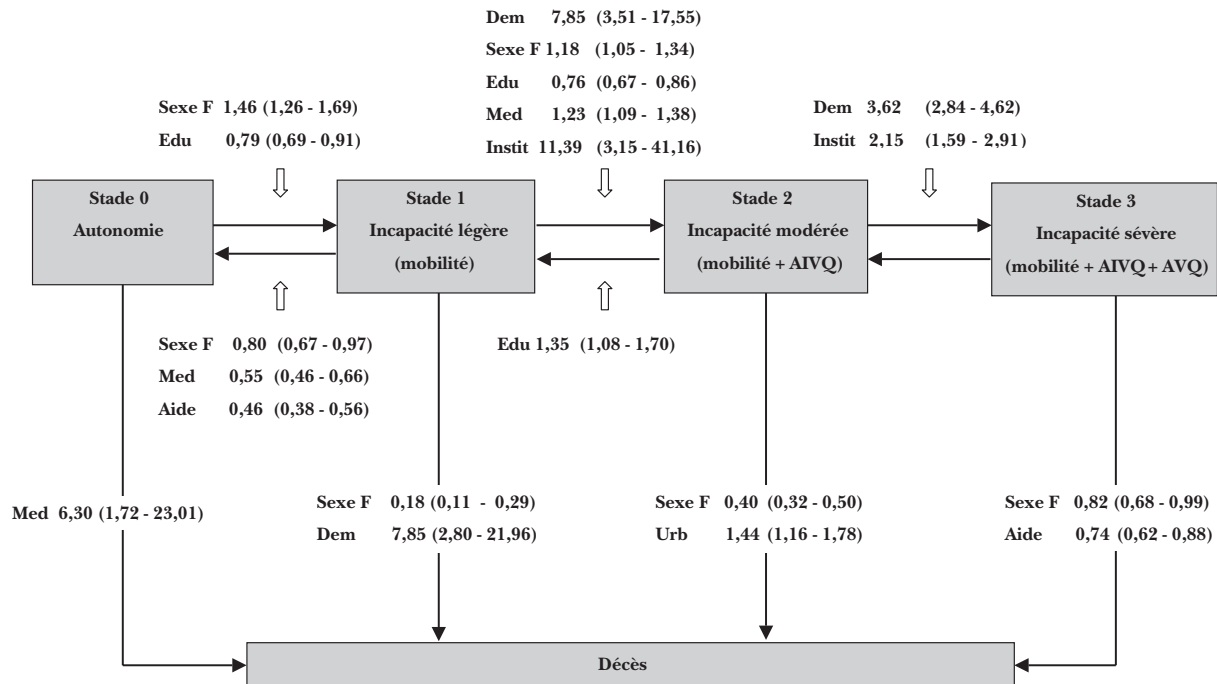 Dem 7,85 (3,51 - 17,55)
Sexe F 1,18 (1,05 - 1,34)
Edu 0,76 (0,67 - 0,86)
Med 1,23 (1,09 - 1,38)
Instit 11,39 (3,15 - 41,16)
Sexe F 1,46 (1,26 - 1,69)
Edu 0,79 (0,69 - 0,91)
Dem 3,62 (2,84 - 4,62)
Instit 2,15 (1,59 - 2,91)
Stade 0
Autonomie
Stade 1
Incapacité légère
(mobilité)
Stade 2
Incapacité modérée
(mobilité + AIVQ)
Stade 3
Incapacité sévère
(mobilité + AIVQ + AVQ)
Sexe F 0,80 (0,67 - 0,97)
Med 0,55 (0,46 - 0,66)
Aide 0,46 (0,38 - 0,56)
Edu 1,35 (1,08 - 1,70)
Med 6,30 (1,72 - 23,01)
Sexe F 0,18 (0,11 - 0,29)
Dem 7,85 (2,80 - 21,96)
Sexe F 0,40 (0,32 - 0,50)
Urb 1,44 (1,16 - 1,78)
Sexe F 0,82 (0,68 - 0,99)
Aide 0,74 (0,62 - 0,88)
Décès